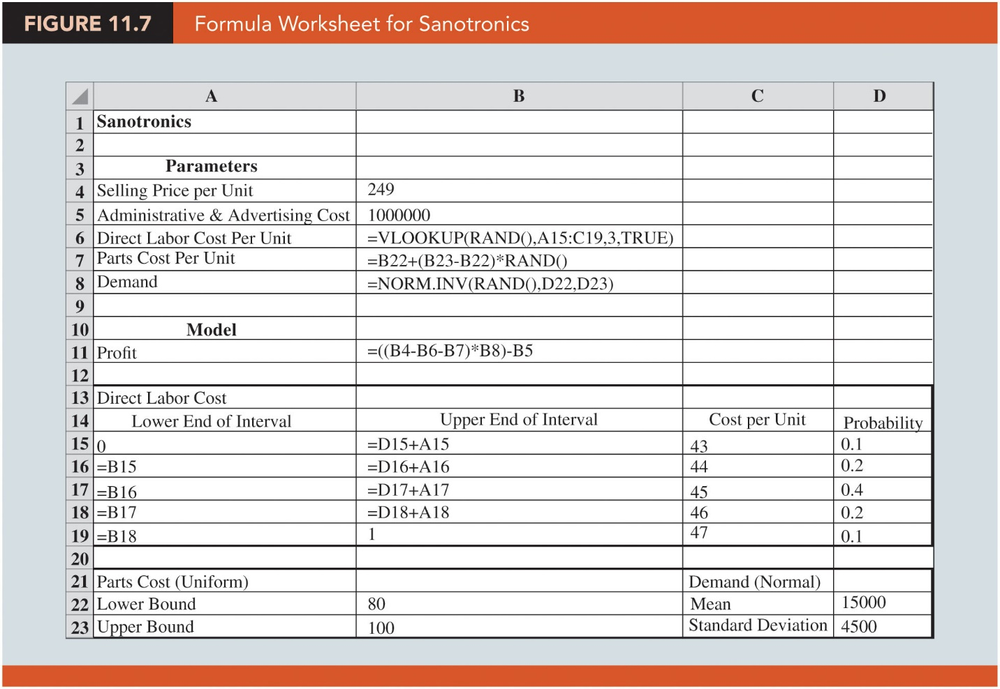 FIGURE 11.7 Formula Worksheet for Sanotronics
A B C D
1 Sanotronics
2
3 Parameters
4 Selling Price per Unit 249
5 Administrative & Advertising Cost 1000000
6 Direct Labor Cost Per Unit =VLOOKUP(RAND(),A15:C19,3,TRUE)
7 Parts Cost Per Unit =B22+(B23-B22)*RAND()
8 Demand =NORM.INV(RAND(),D22,D23)
9
10 Model
11 Profit =((B4-B6-B7)*B8)-B5
12
13 Direct Labor Cost
14 Lower End of Interval Upper End of Interval Cost per Unit Probability
15 0 =D15+A15 43 0.1
16 =B15 =D16+A16 44 0.2
17 =B16 =D17+A17 45 0.4
18 =B17 =D18+A18 46 0.2
19 =B18 1 47 0.1
20
21 Parts Cost (Uniform) Demand (Normal)
22 Lower Bound 80 Mean 15000
23 Upper Bound 100 Standard Deviation 4500